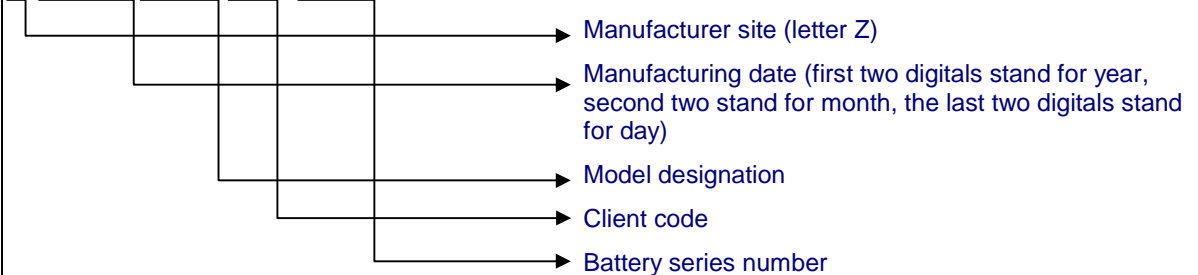 Manufacturer site (letter Z)
Manufacturing date (first two digitals stand for year,
second two stand for month, the last two digitals stand
for day)
Model designation
Client code
Battery series number